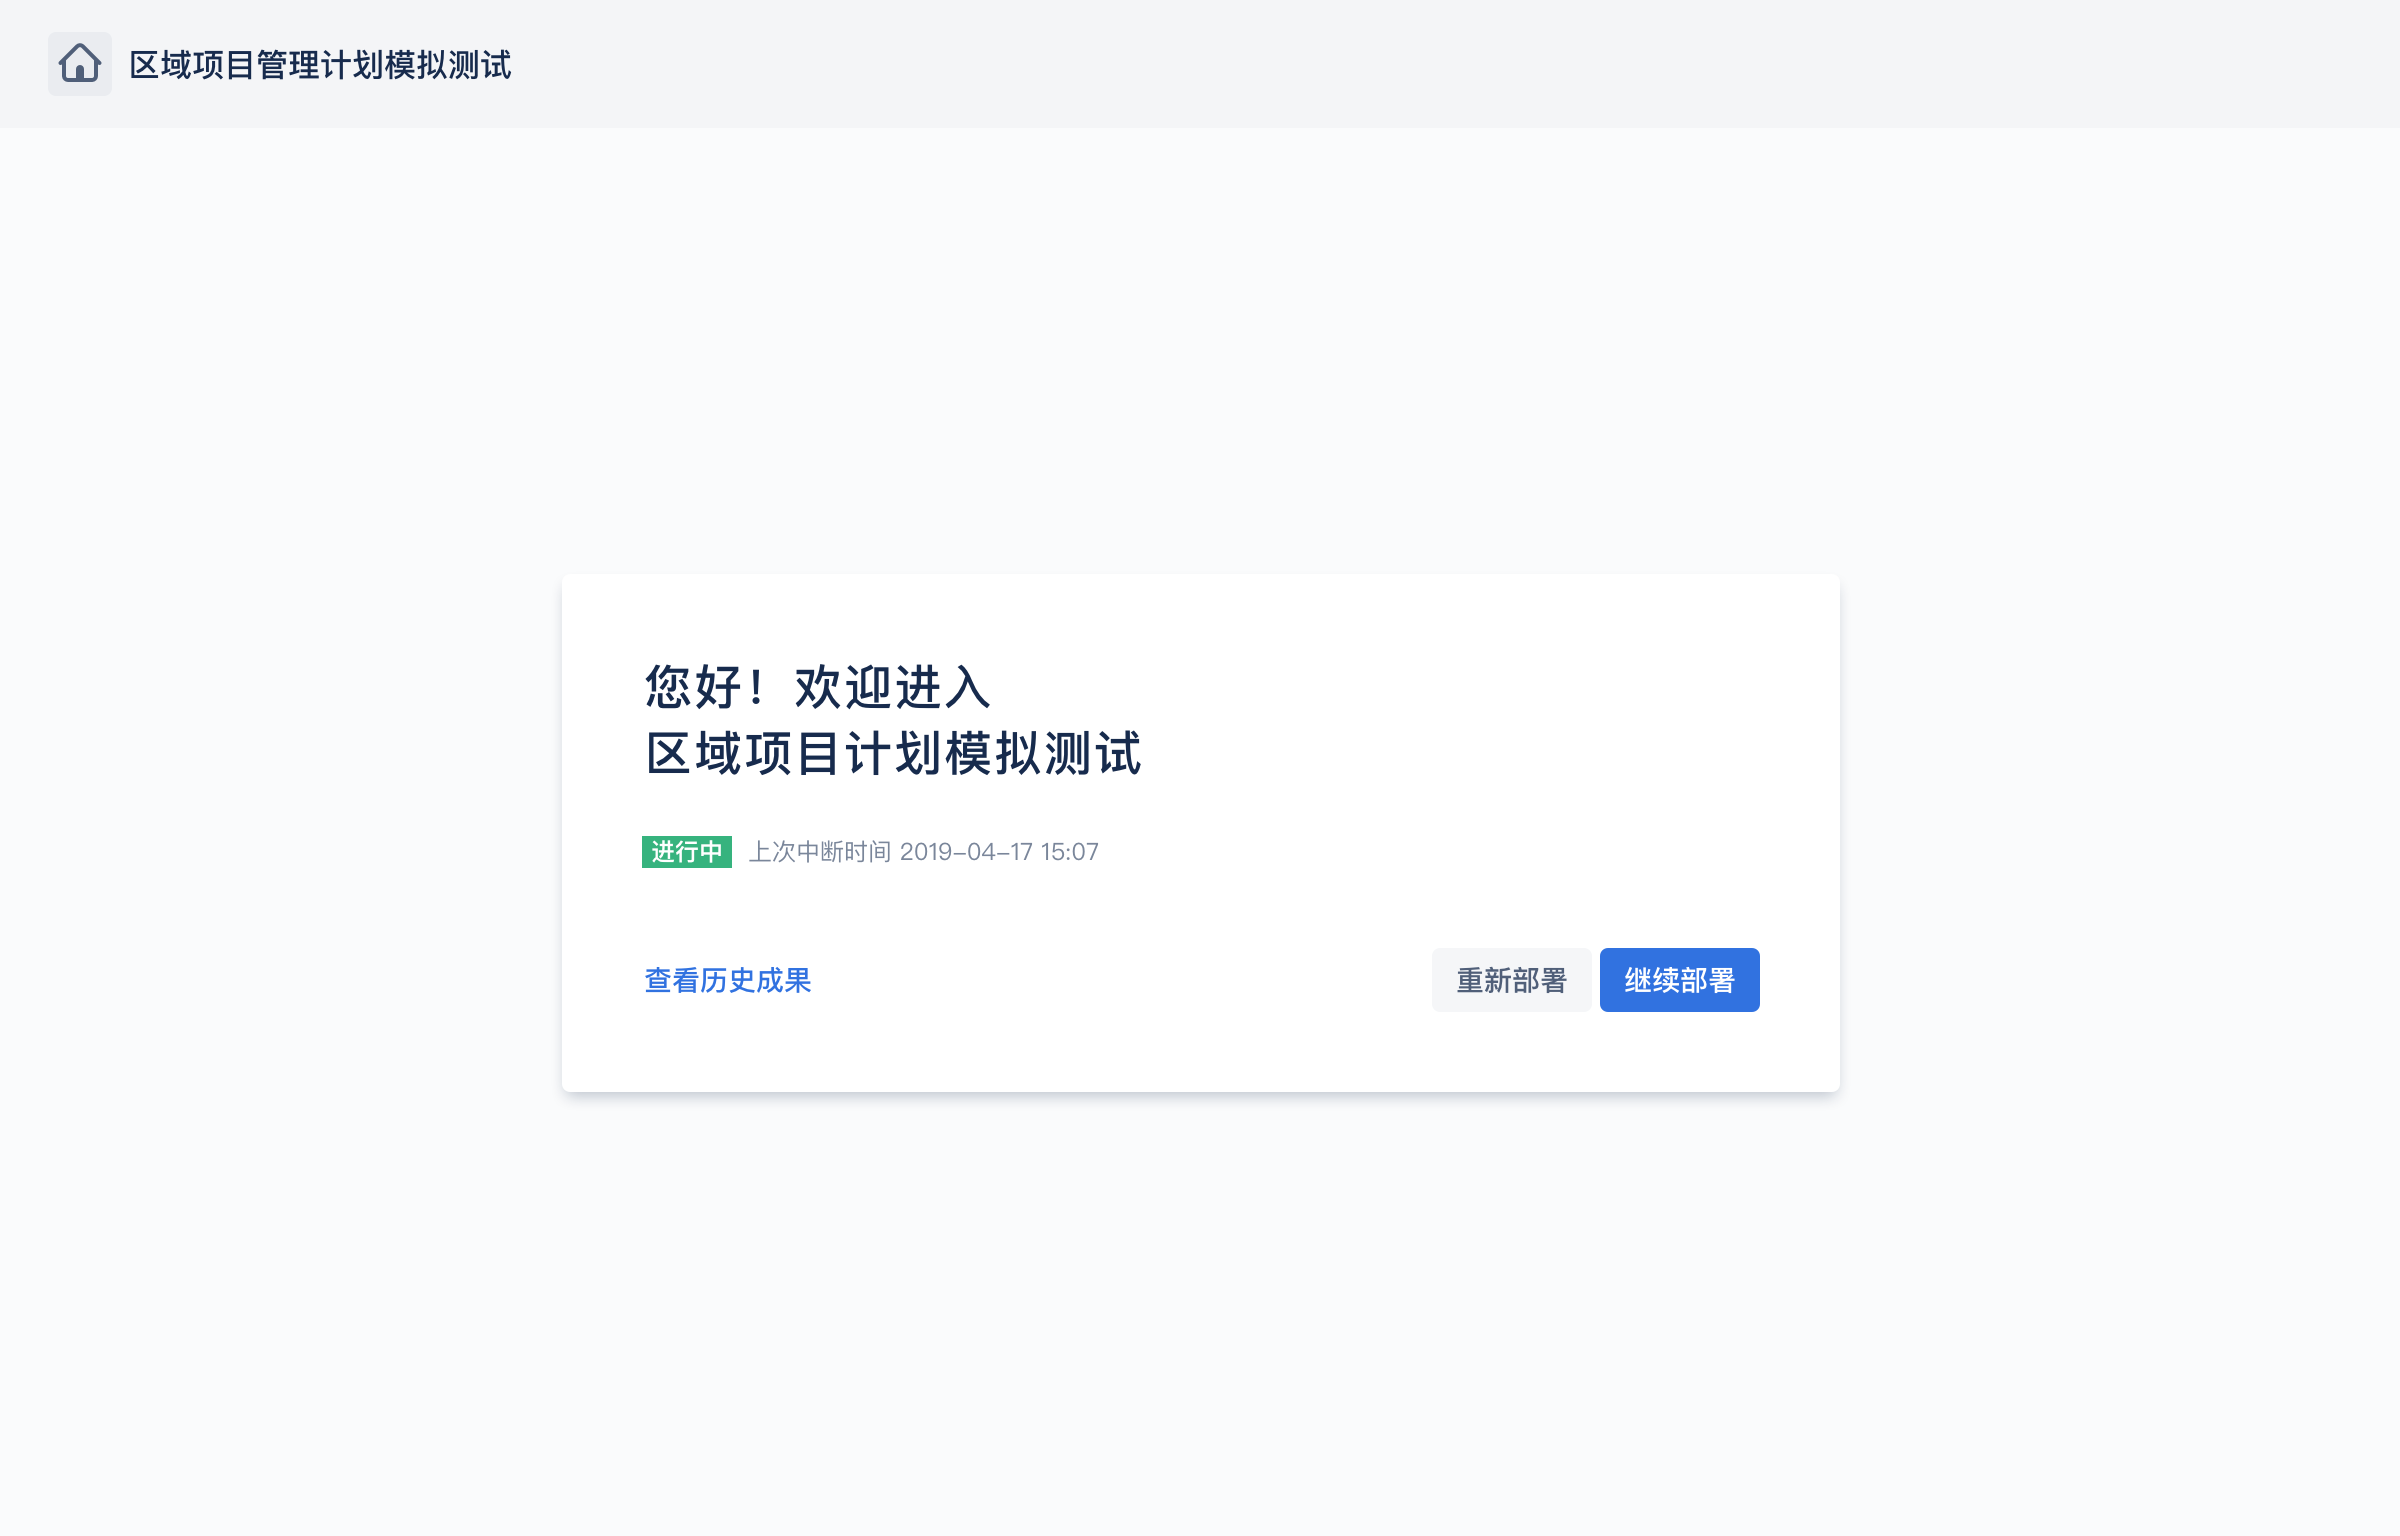 区域项目管理计划模拟测试
您好！欢迎进入
区域项目计划模拟测试
进行中 上次中断时间 2019-04-17 15:07
查看历史成果 重新部署 继续部署